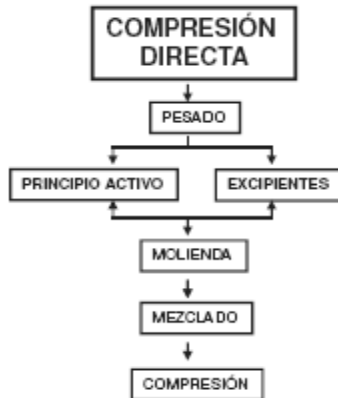 COMPRESIÓN
DIRECTA
PESADO
PRINCIPIO ACTIVO
EXCIPIENTES
MOLIENDA
MEZCLADO
COMPRESIÓN